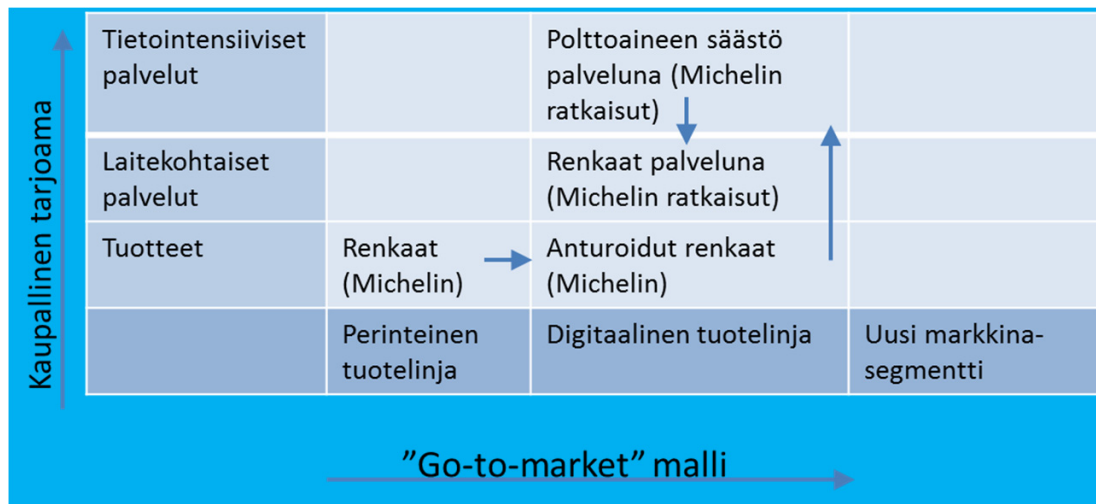 Kaupallinen tarjoama
Tietointensiiviset
palvelut
Polttoaineen säästö
palveluna (Michelin
ratkaisut)
Laitekohtaiset
palvelut
Renkaat palveluna
(Michelin ratkaisut)
Tuotteet
Renkaat
(Michelin)
Anturoidut renkaat
(Michelin)
Perinteinen
tuotelinja
Digitaalinen tuotelinja
Uusi markkina-
segmentti
”Go-to-market” malli